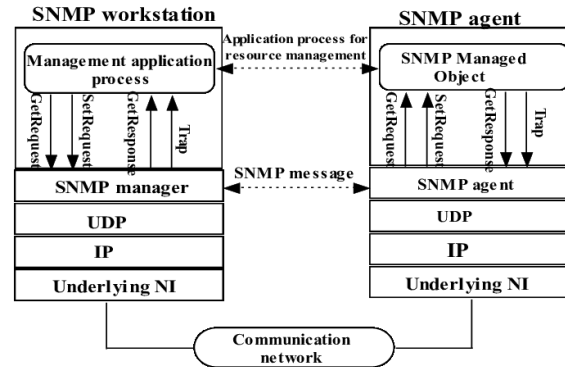 SNMP workstation
SNMP agent
Application process for
resource management
Management application
process
SNMP Managed
Object
GetRequest
SetRequest
GetResponse
Trap
GetRequest
SetRequest
GetResponse
Trap
SNMP manager
SNMP message
SNMP agent
UDP
UDP
IP
IP
Underlying NI
Underlying NI
Communication
network